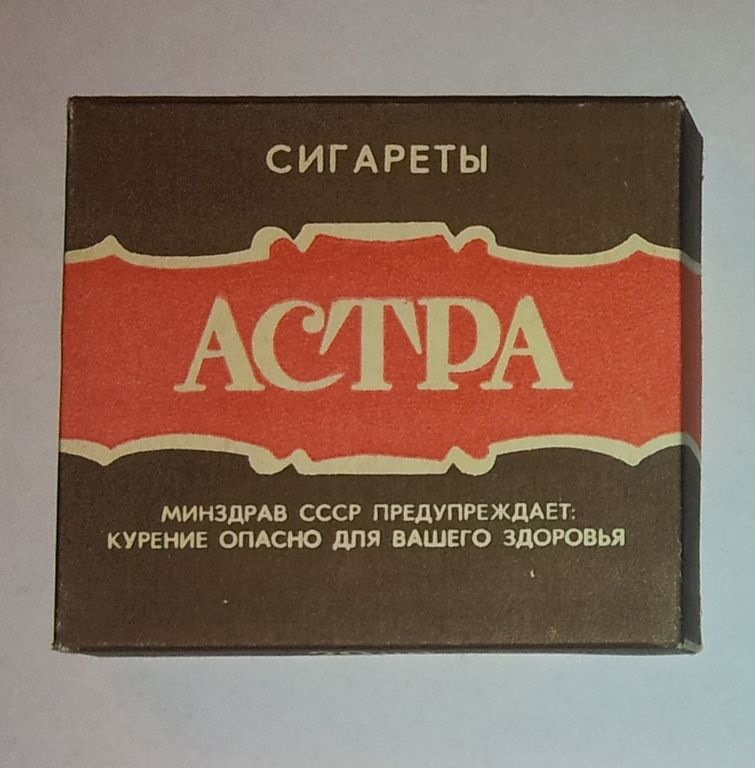 СИГАРЕТЫ
АСТРА
МИНЗДРАВ СССР ПРЕДУПРЕЖДАЕТ:
КУРЕНИЕ ОПАСНО ДЛЯ ВАШЕГО ЗДОРОВЬЯ